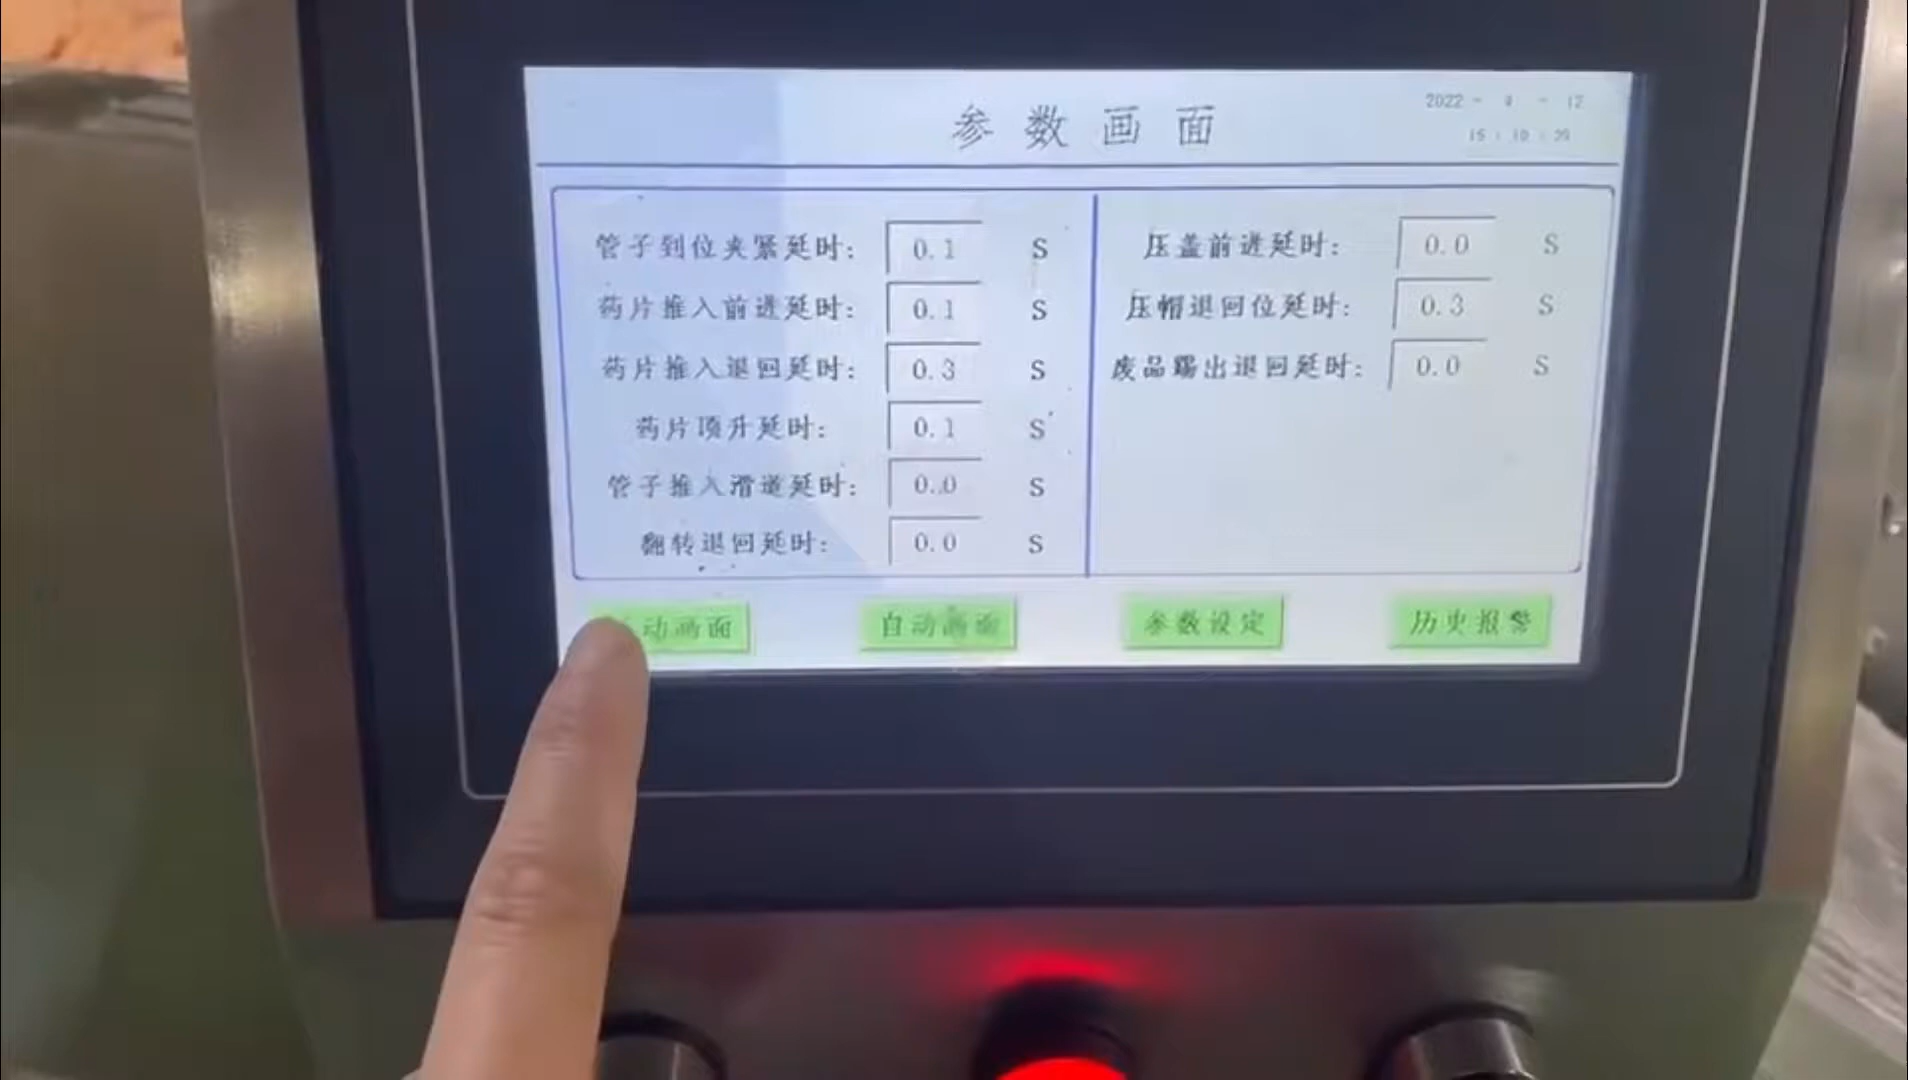 参数画面
2022 - 4 - 12
15 : 10 : 39
管子到位夹紧延时: 0.1 S
药片推入前进延时: 0.1 S
药片推入退回延时: 0.3 S
药片顶升延时: 0.1 S
管子推入滑道延时: 0.0 S
翻转退回延时: 0.0 S
压盖前进延时: 0.0 S
压帽退回位延时: 0.3 S
废品踢出退回延时: 0.0 S
动画面
自动画面
参数设定
历史报警